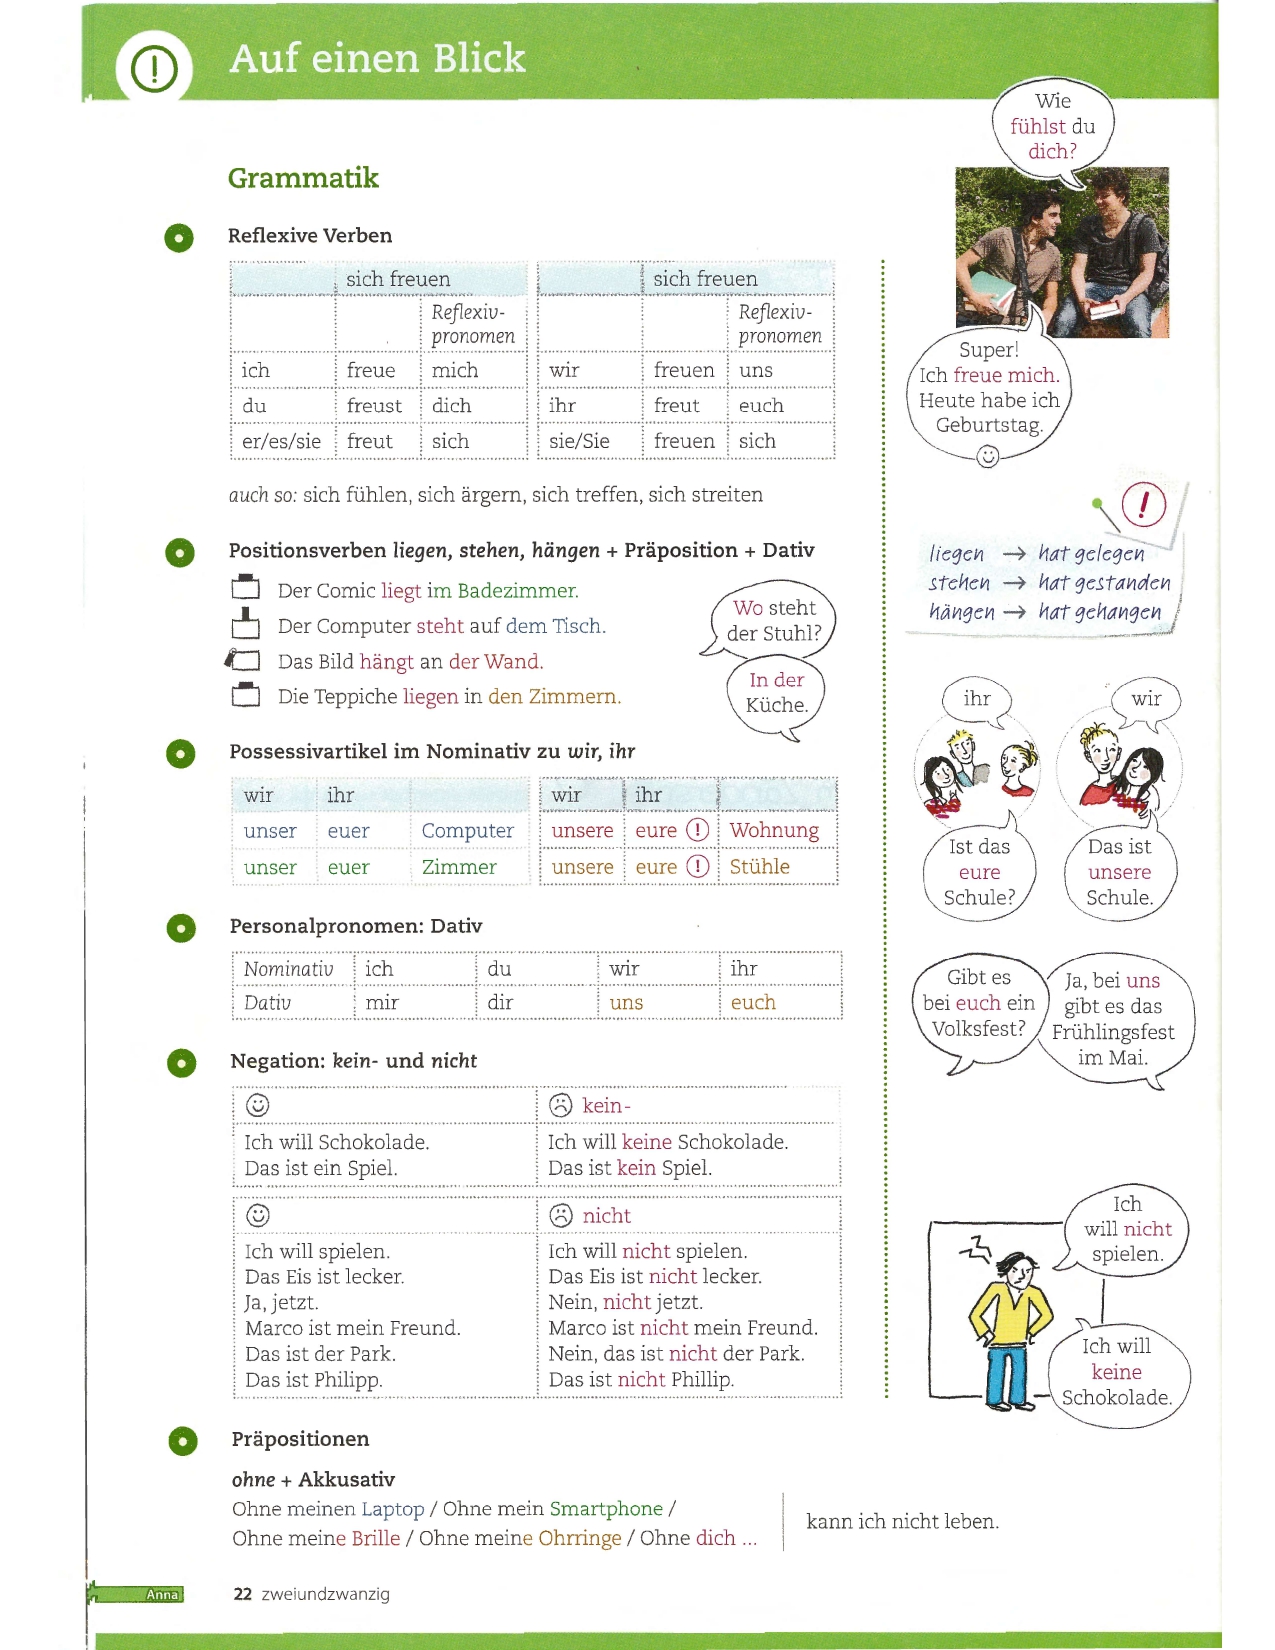 Auf einen Blick
Wie
fühlst du
dich?
Grammatik
Reflexive Verben
sich freuen sich freuen
Reflexiv- Reflexiv-
pronomen pronomen
ich freue mich wir freuen uns
du freust dich ihr freut euch
er/es/sie freut sich sie/Sie freuen sich
Super!
Ich freue mich.
Heute habe ich
Geburtstag.
auch so: sich fühlen, sich ärgern, sich treffen, sich streiten
!
liegen → hat gelegen
stehen → hat gestanden
hängen → hat gehangen
Positionsverben liegen, stehen, hängen + Präposition + Dativ
Der Comic liegt im Badezimmer.
Der Computer steht auf dem Tisch.
Das Bild hängt an der Wand.
Die Teppiche liegen in den Zimmern.
Wo steht
der Stuhl?
In der
Küche.
ihr
wir
Ist das
eure
Schule?
Das ist
unsere
Schule.
Possessivartikel im Nominativ zu wir, ihr
wir ihr wir ihr
unser euer Computer unsere eure ! Wohnung
unser euer Zimmer unsere eure ! Stühle
Personalpronomen: Dativ
Nominativ ich du wir ihr
Dativ mir dir uns euch
Gibt es
bei euch ein
Volksfest?
Ja, bei uns
gibt es das
Frühlingsfest
im Mai.
Negation: kein- und nicht
kein-
Ich will Schokolade. Ich will keine Schokolade.
Das ist ein Spiel. Das ist kein Spiel.
nicht
Ich will spielen. Ich will nicht spielen.
Das Eis ist lecker. Das Eis ist nicht lecker.
Ja, jetzt. Nein, nicht jetzt.
Marco ist mein Freund. Marco ist nicht mein Freund.
Das ist der Park. Nein, das ist nicht der Park.
Das ist Philipp. Das ist nicht Phillip.
Ich
will nicht
spielen.
Ich will
keine
Schokolade.
Präpositionen
ohne + Akkusativ
Ohne meinen Laptop / Ohne mein Smartphone /
Ohne meine Brille / Ohne meine Ohrringe / Ohne dich ...
kann ich nicht leben.
Anna
22 zweiundzwanzig